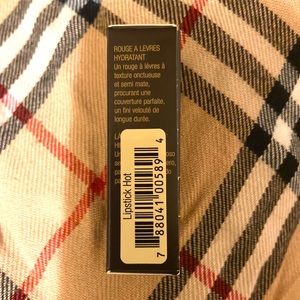 ROUGE A LEVRES
HYDRATANT
Un rouge à lèvres à
texture onctueuse
et semi mate,
procurant une
couverture parfaite,
un fini velouté de
longue durée.
Lipstick Hot
7 88041 00589 4